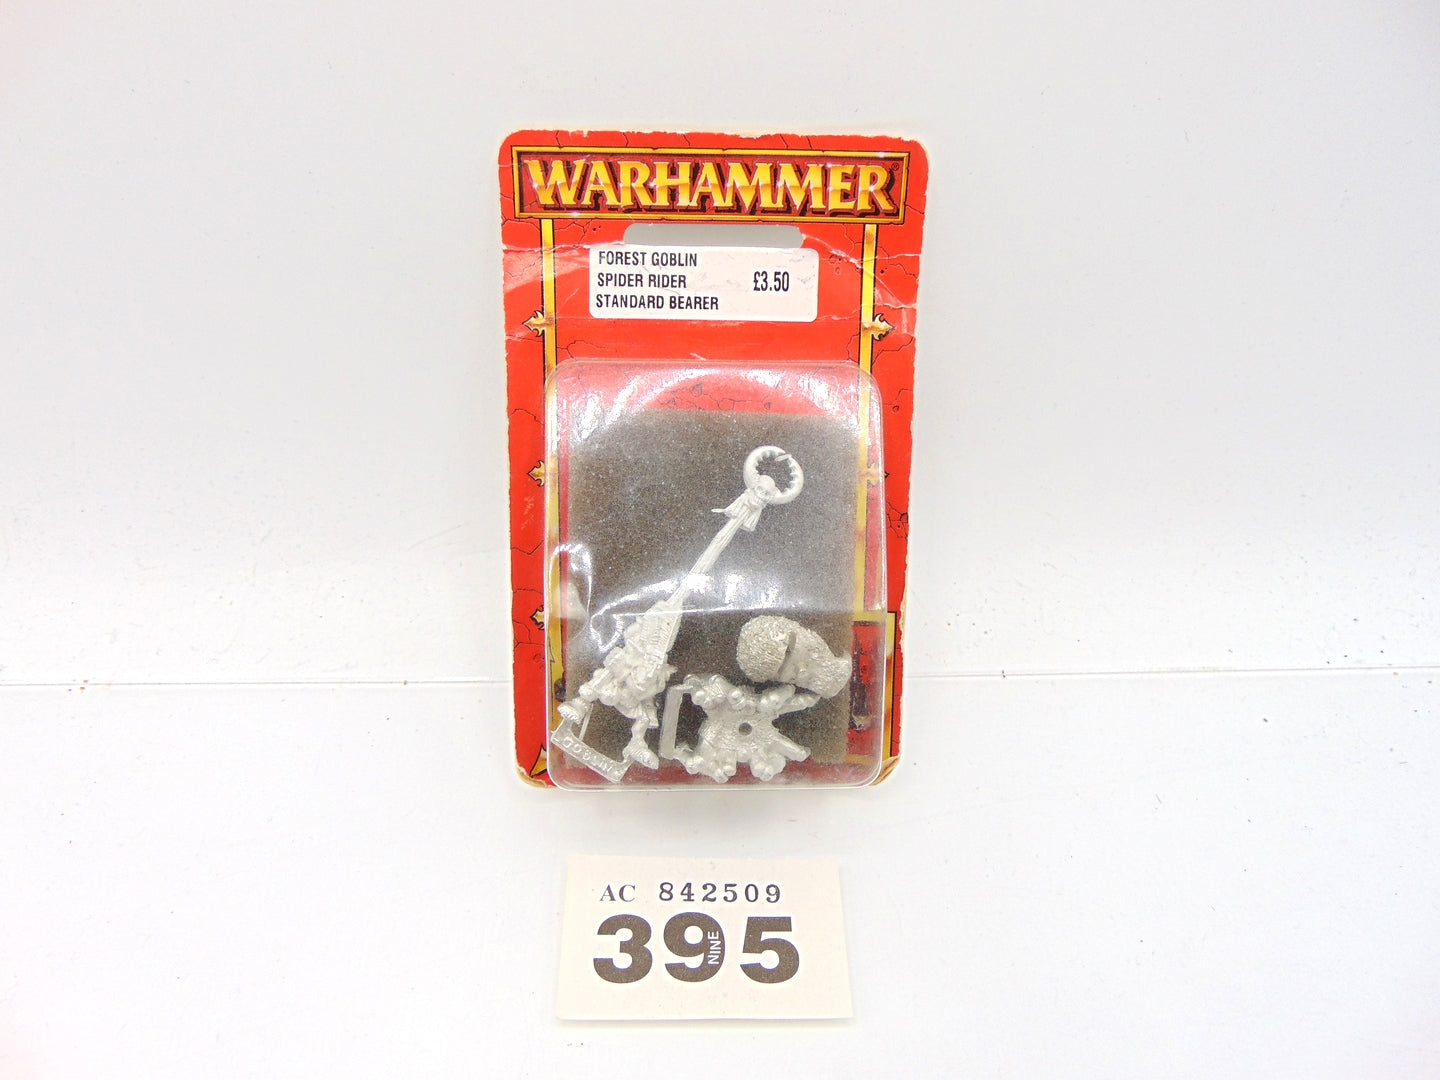 WARHAMMER®
FOREST GOBLIN
SPIDER RIDER £3.50
STANDARD BEARER
AC 842509
395
NINE